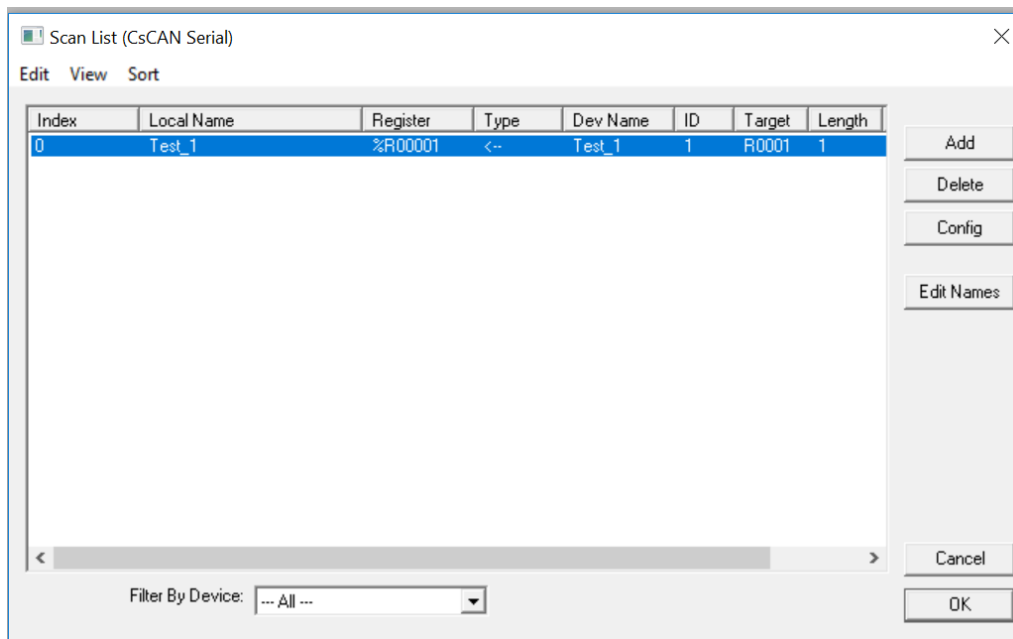 Scan List (CsCAN Serial)
Edit View Sort
Index Local Name Register Type Dev Name ID Target Length
0 Test_1 %R00001 <-- Test_1 1 R0001 1
Add
Delete
Config
Edit Names
Cancel
Filter By Device: --- All ---
OK